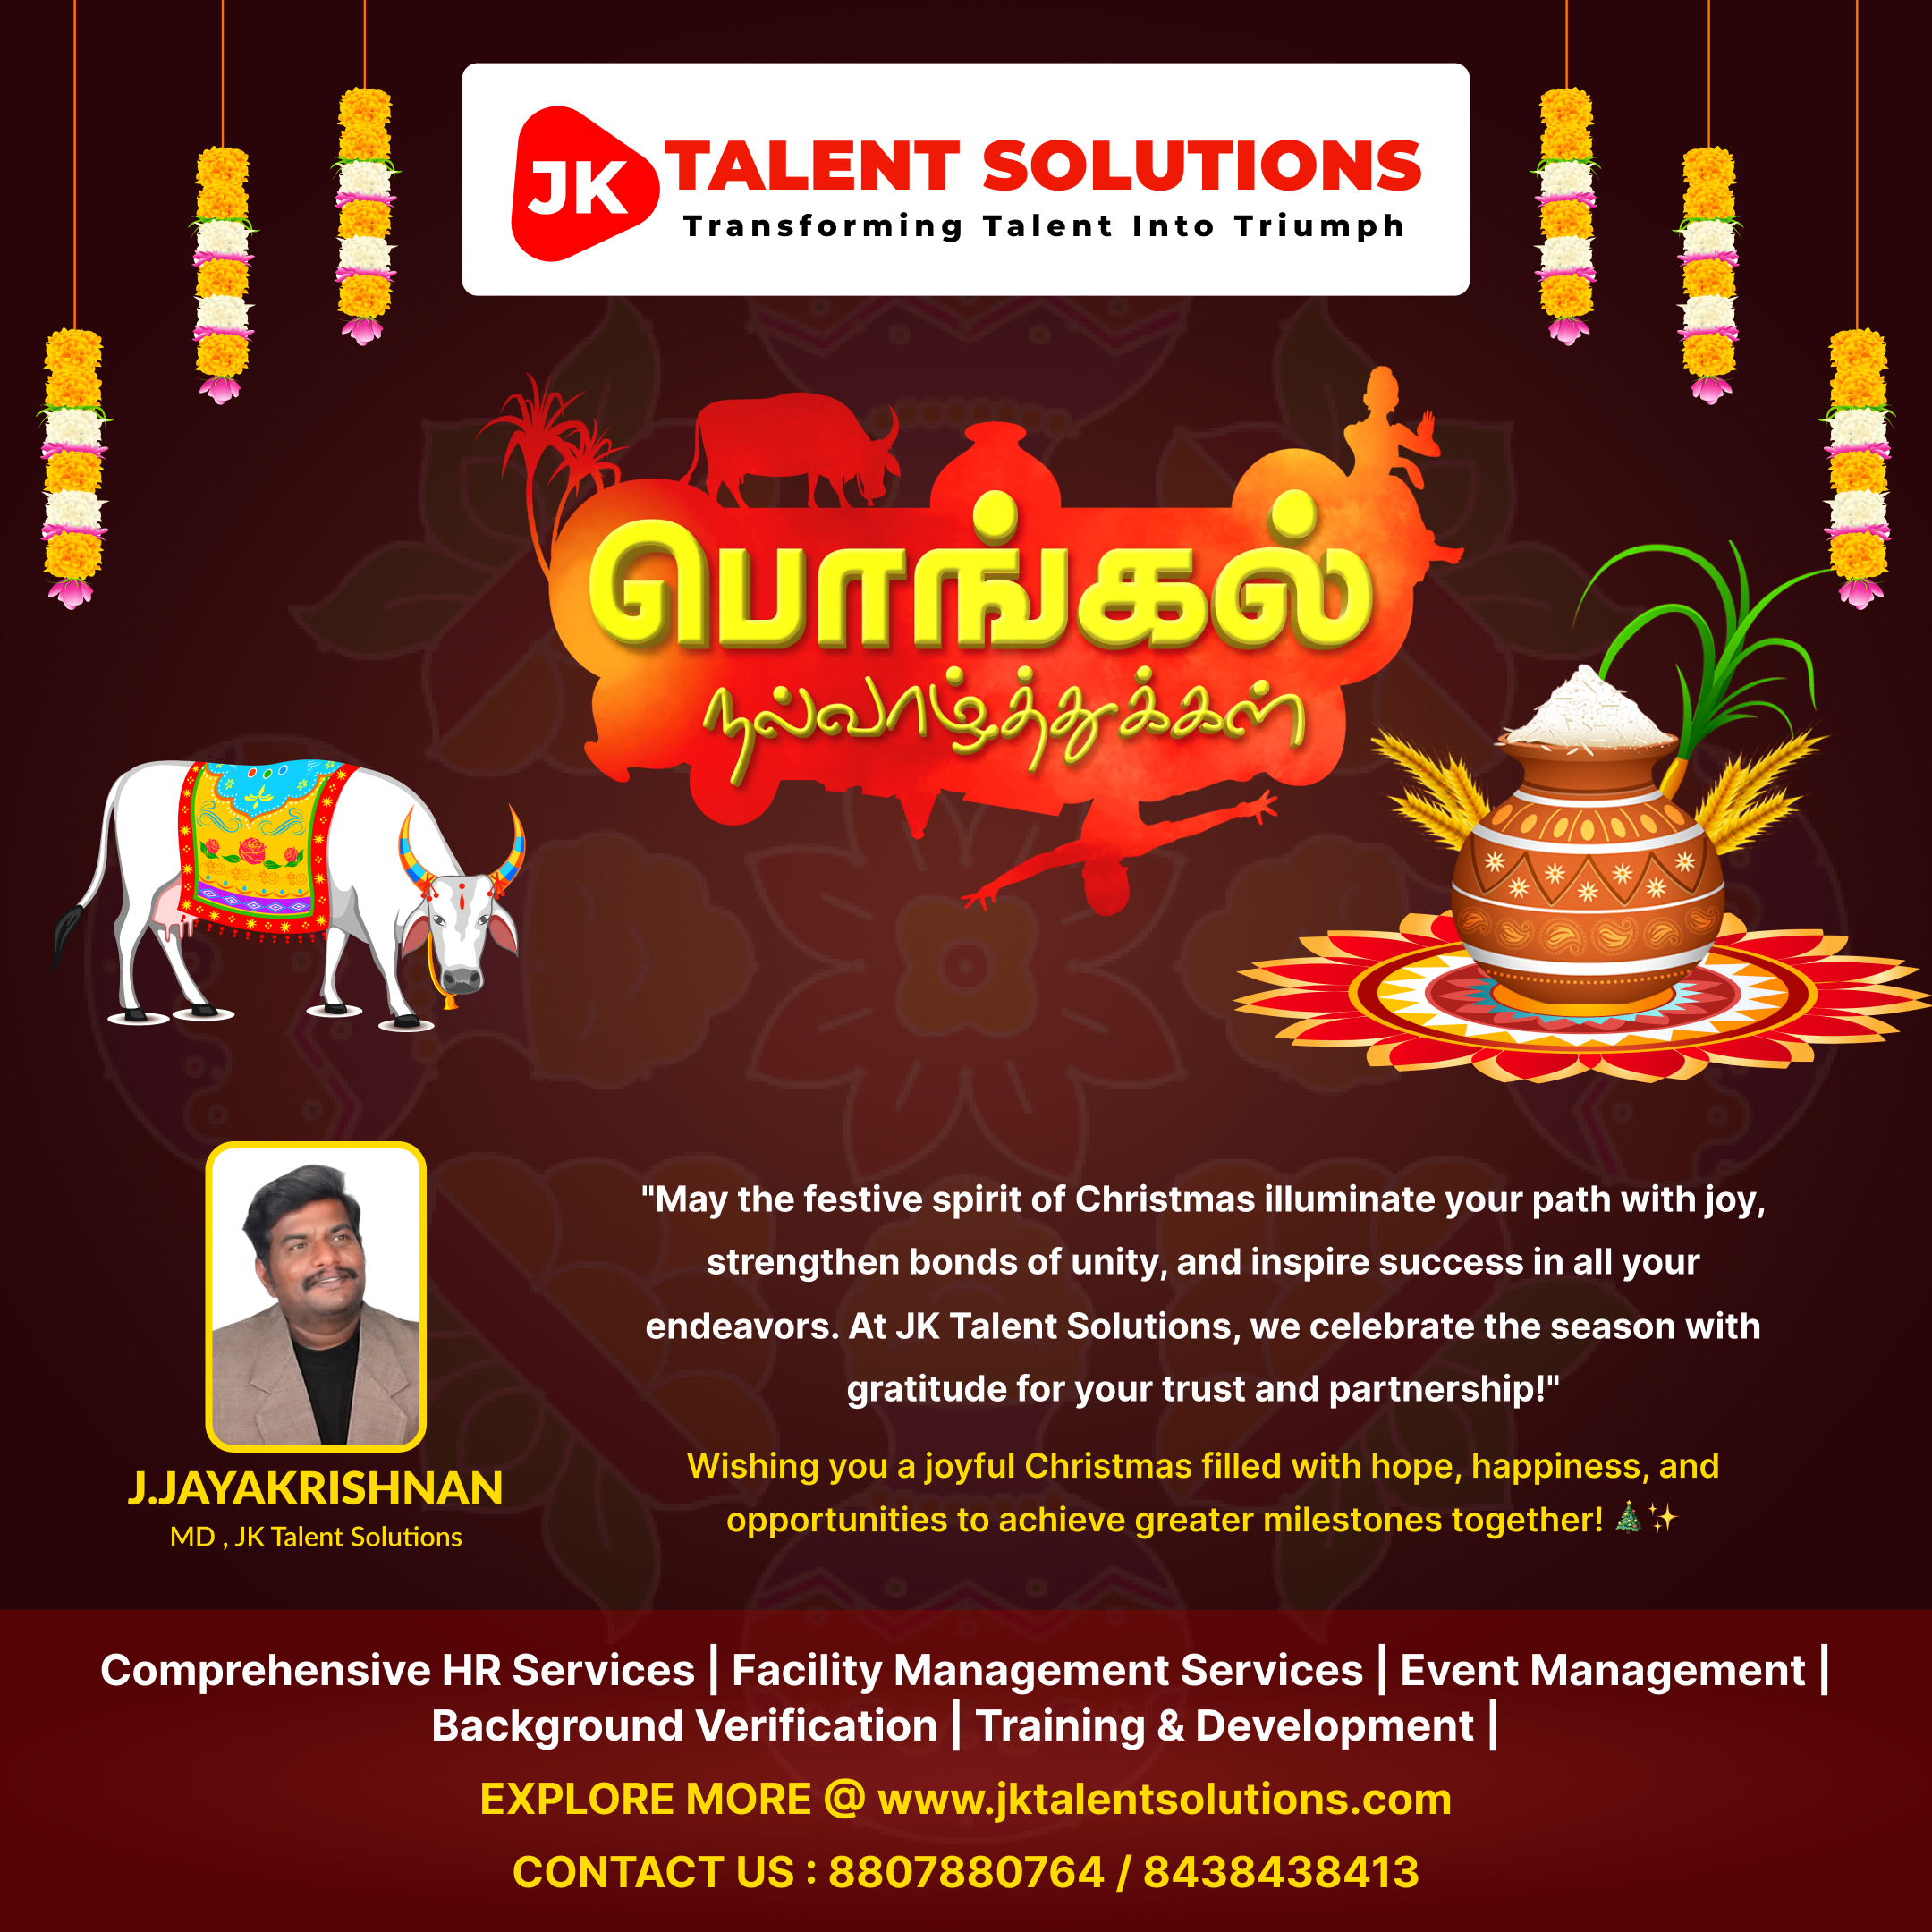 JK TALENT SOLUTIONS
Transforming Talent Into Triumph
பொங்கல்
நல்வாழ்த்துக்கள்
"May the festive spirit of Christmas illuminate your path with joy,
strengthen bonds of unity, and inspire success in all your
endeavors. At JK Talent Solutions, we celebrate the season with
gratitude for your trust and partnership!"
Wishing you a joyful Christmas filled with hope, happiness, and
opportunities to achieve greater milestones together! 🎄✨
J.JAYAKRISHNAN
MD , JK Talent Solutions
Comprehensive HR Services | Facility Management Services | Event Management |
Background Verification | Training & Development |
EXPLORE MORE @ www.jktalentsolutions.com
CONTACT US : 8807880764 / 8438438413